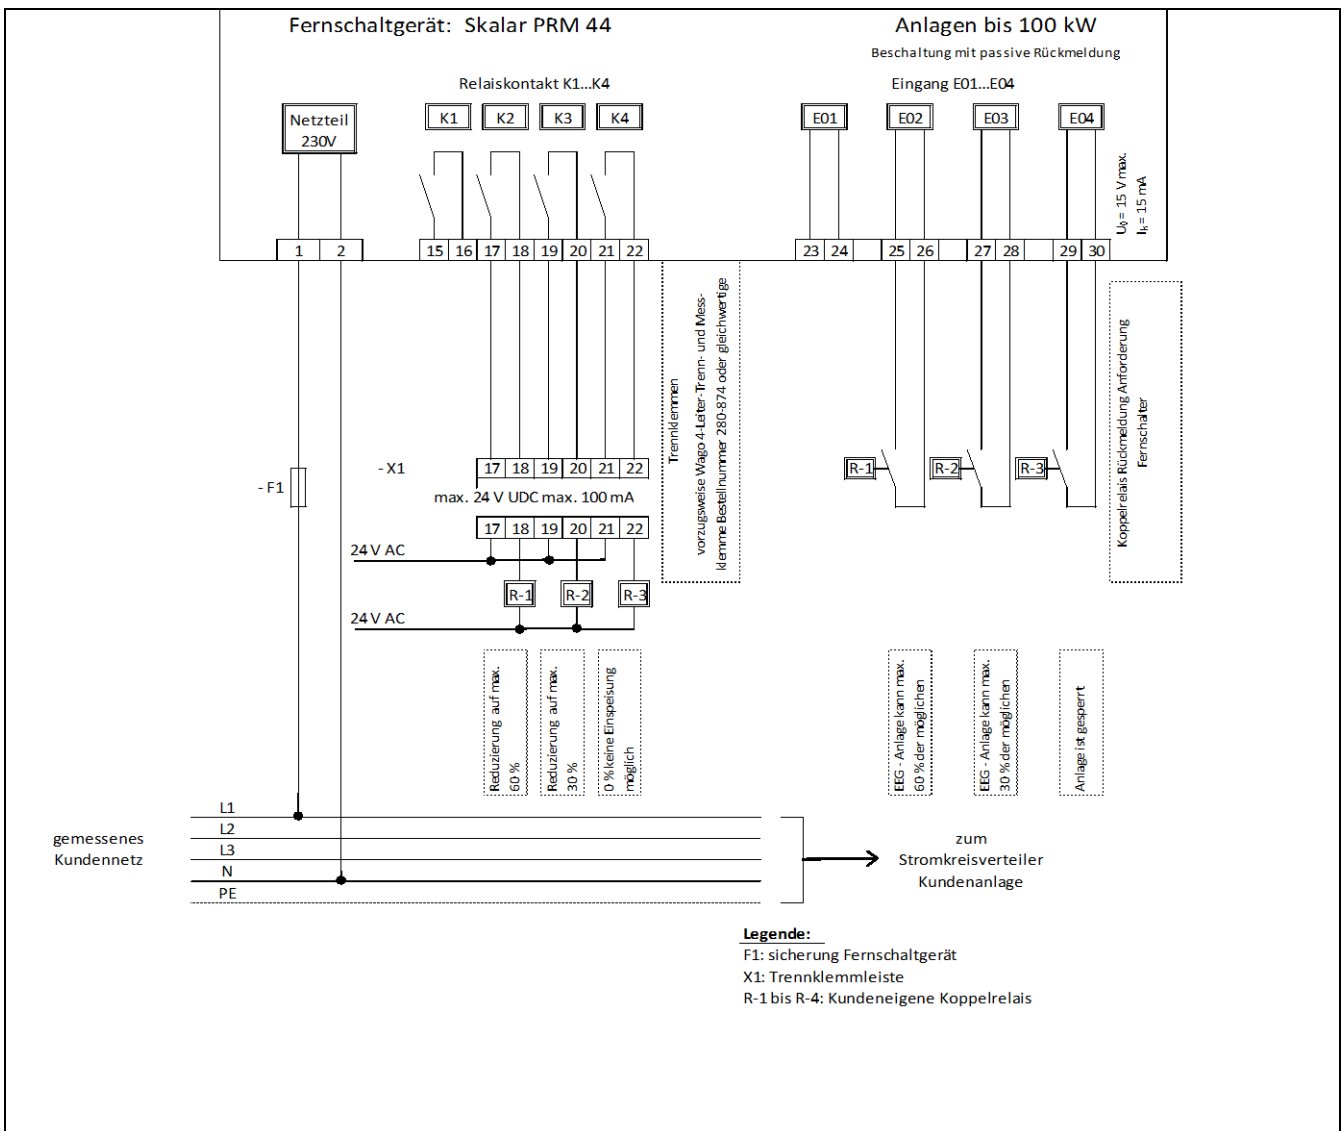 Fernschaltgerät: Skalar PRM 44
Anlagen bis 100 kW
Beschaltung mit passive Rückmeldung
Relaiskontakt K1...K4
Eingang E01...E04
Netzteil
230V
K1
K2
K3
K4
E01
E02
E03
E04
U₀ = 15 V max.
Iₖ = 15 mA
1
2
15
16
17
18
19
20
21
22
23
24
25
26
27
28
29
30
Trennklemmen
vorzugsweise Wago 4-Leiter-Trenn- und Mess-
klemme Bestellnummer 280-874 oder gleichwertige
Koppelrelais Rückmeldung Anforderung
Fernschalter
- F1
- X1
17
18
19
20
21
22
max. 24 V UDC max. 100 mA
17
18
19
20
21
22
R-1
R-2
R-3
24 V AC
R-1
R-2
R-3
24 V AC
Reduzierung auf max.
60 %
Reduzierung auf max.
30 %
0 % keine Einspeisung
möglich
EEG - Anlage kann max.
60 % der möglichen
EEG - Anlage kann max.
30 % der möglichen
Anlage ist gesperrt
gemessenes
Kundennetz
L1
L2
L3
N
PE
zum
Stromkreisverteiler
Kundenanlage
Legende:
F1: sicherung Fernschaltgerät
X1: Trennklemmleiste
R-1 bis R-4: Kundeneigene Koppelrelais